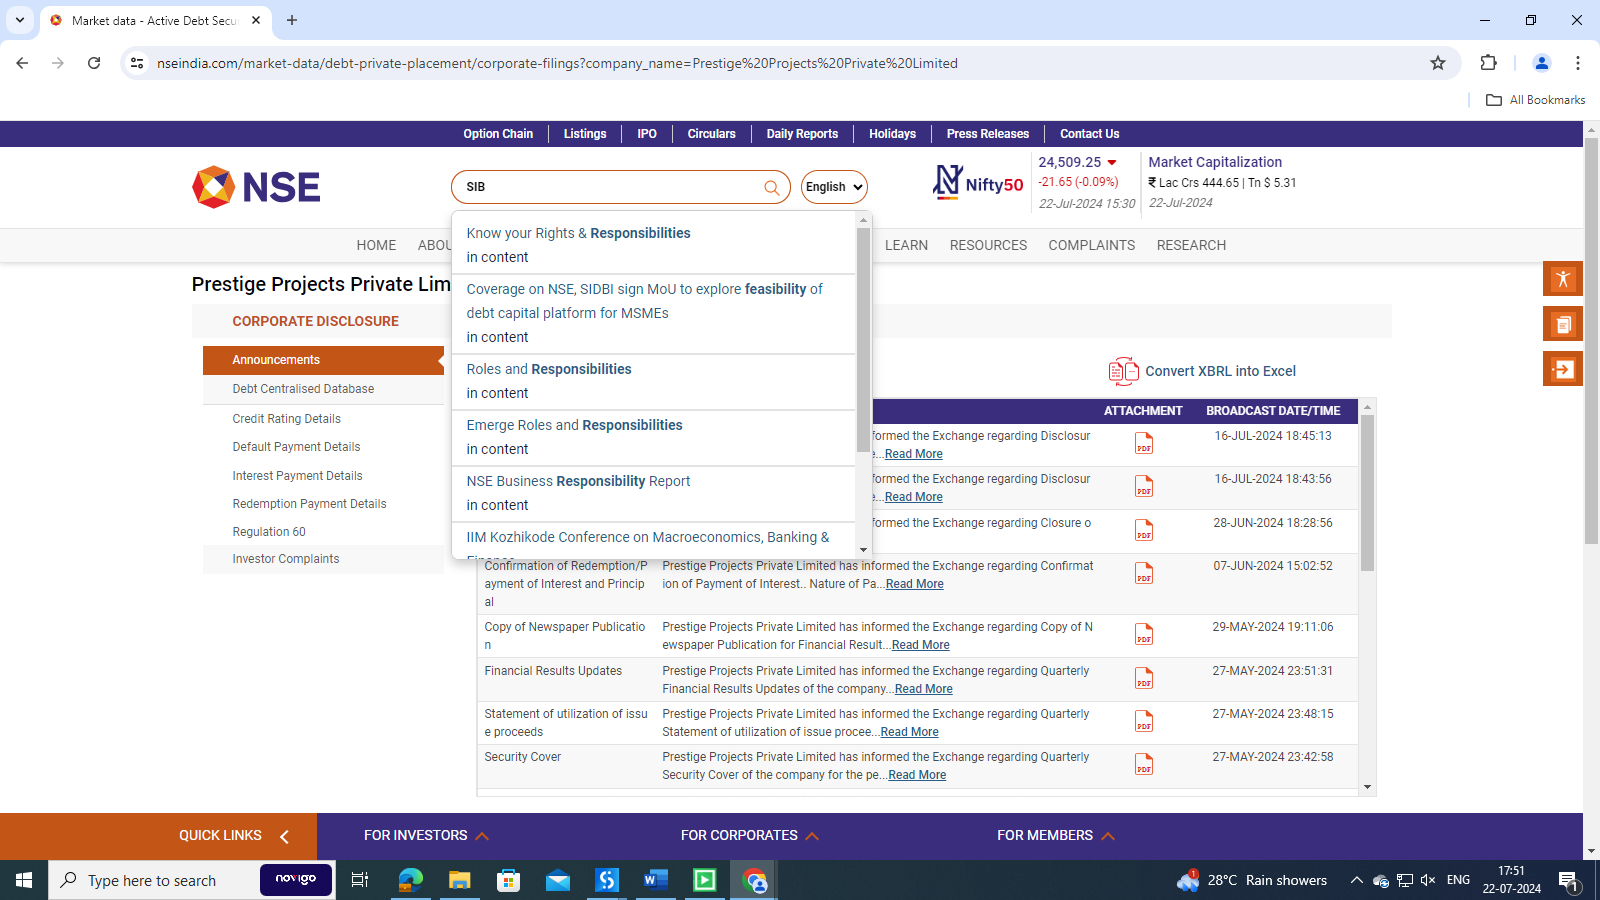 Market data - Active Debt Secu
nseindia.com/market-data/debt-private-placement/corporate-filings?company_name=Prestige%20Projects%20Private%20Limited
All Bookmarks
Option Chain
Listings
IPO
Circulars
Daily Reports
Holidays
Press Releases
Contact Us
NSE
SIB
English
Nifty50
24,509.25
-21.65 (-0.09%)
22-Jul-2024 15:30
Market Capitalization
₹ Lac Crs 444.65 | Tn $ 5.31
22-Jul-2024
HOME
ABOU
LEARN
RESOURCES
COMPLAINTS
RESEARCH
Know your Rights & Responsibilities
in content
Coverage on NSE, SIDBI sign MoU to explore feasibility of
debt capital platform for MSMEs
in content
Roles and Responsibilities
in content
Emerge Roles and Responsibilities
in content
NSE Business Responsibility Report
in content
IIM Kozhikode Conference on Macroeconomics, Banking &
Prestige Projects Private Lim
CORPORATE DISCLOSURE
Announcements
Debt Centralised Database
Credit Rating Details
Default Payment Details
Interest Payment Details
Redemption Payment Details
Regulation 60
Investor Complaints
Convert XBRL into Excel
ATTACHMENT
BROADCAST DATE/TIME
formed the Exchange regarding Disclosur
e...Read More
PDF
16-JUL-2024 18:45:13
formed the Exchange regarding Disclosur
e...Read More
PDF
16-JUL-2024 18:43:56
formed the Exchange regarding Closure o
PDF
28-JUN-2024 18:28:56
Confirmation of Redemption/P
ayment of Interest and Princip
al
Prestige Projects Private Limited has informed the Exchange regarding Confirmat
ion of Payment of Interest.. Nature of Pa...Read More
PDF
07-JUN-2024 15:02:52
Copy of Newspaper Publicatio
n
Prestige Projects Private Limited has informed the Exchange regarding Copy of N
ewspaper Publication for Financial Result...Read More
PDF
29-MAY-2024 19:11:06
Financial Results Updates
Prestige Projects Private Limited has informed the Exchange regarding Quarterly
Financial Results Updates of the company...Read More
PDF
27-MAY-2024 23:51:31
Statement of utilization of issu
e proceeds
Prestige Projects Private Limited has informed the Exchange regarding Quarterly
Statement of utilization of issue procee...Read More
PDF
27-MAY-2024 23:48:15
Security Cover
Prestige Projects Private Limited has informed the Exchange regarding Quarterly
Security Cover of the company for the pe...Read More
PDF
27-MAY-2024 23:42:58
QUICK LINKS
FOR INVESTORS
FOR CORPORATES
FOR MEMBERS
Type here to search
novigo
1
28°C Rain showers
ENG
17:51
22-07-2024
1